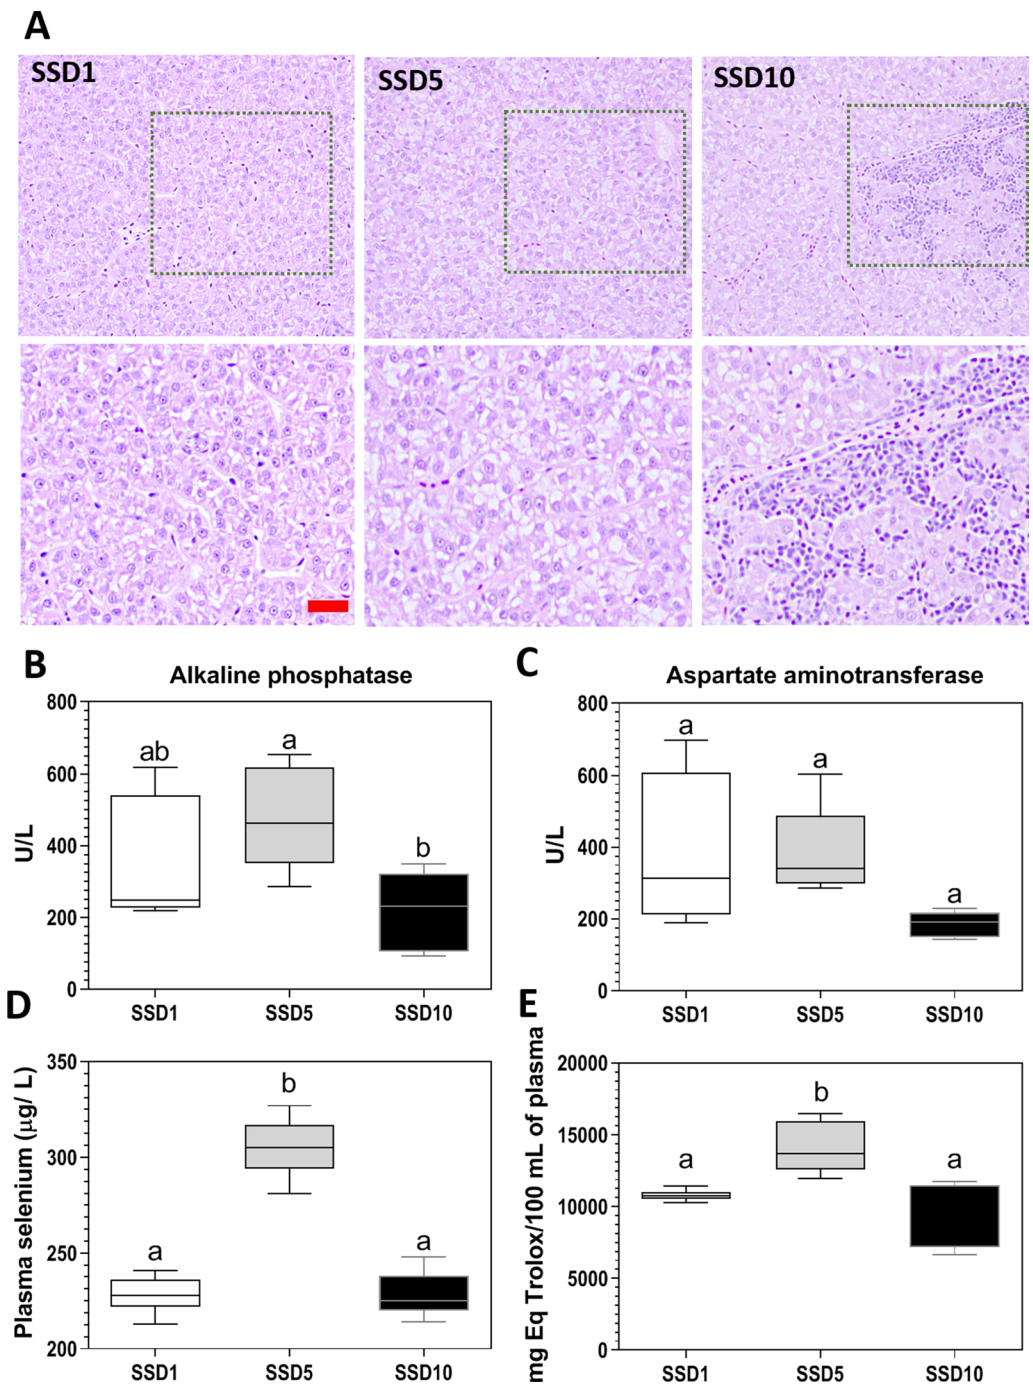 A
SSD1
SSD5
SSD10
B
Alkaline phosphatase
800
600
400
200
0
U/L
ab
a
b
SSD1
SSD5
SSD10
C
Aspartate aminotransferase
800
600
400
200
0
U/L
a
a
a
SSD1
SSD5
SSD10
D
350
300
250
200
Plasma selenium (µg/ L)
a
b
a
SSD1
SSD5
SSD10
E
20000
15000
10000
5000
0
mg Eq Trolox/100 mL of plasma
a
b
a
SSD1
SSD5
SSD10